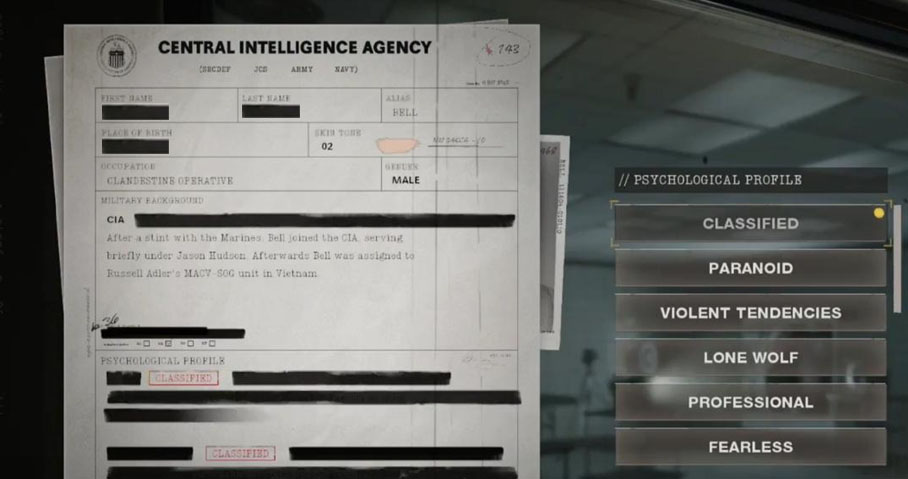 CENTRAL INTELLIGENCE AGENCY
(SECDEF JCS ARMY NAVY)
743
FIRST NAME
LAST NAME
ALIAS
BELL
PLACE OF BIRTH
SKIN TONE
02
OCCUPATION
CLANDESTINE OPERATIVE
GENDER
MALE
MILITARY BACKGROUND
CIA
After a stint with the Marines, Bell joined the CIA, serving
briefly under Jason Hudson. Afterwards Bell was assigned to
Russell Adler's MACV-SOG unit in Vietnam.
PSYCHOLOGICAL PROFILE
CLASSIFIED
CLASSIFIED
// PSYCHOLOGICAL PROFILE
CLASSIFIED
PARANOID
VIOLENT TENDENCIES
LONE WOLF
PROFESSIONAL
FEARLESS